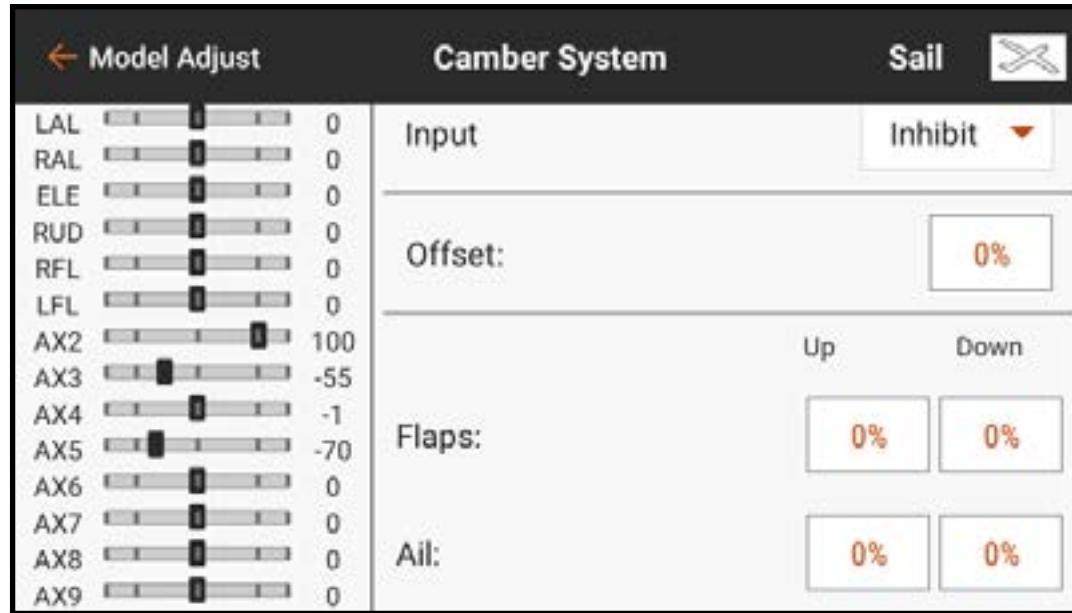 ← Model Adjust Camber System Sail
LAL 0
RAL 0
ELE 0
RUD 0
RFL 0
LFL 0
AX2 100
AX3 -55
AX4 -1
AX5 -70
AX6 0
AX7 0
AX8 0
AX9 0
Input Inhibit
Offset: 0%
Up Down
Flaps: 0% 0%
Ail: 0% 0%